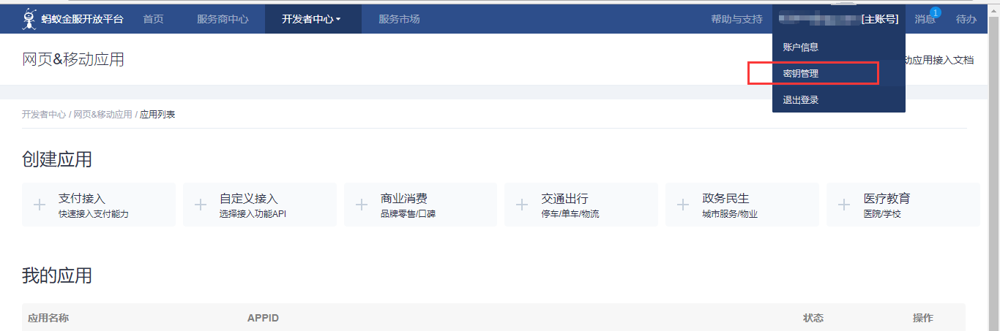 蚂蚁金服开放平台 首页 服务商中心 开发者中心 服务市场 帮助与支持 [主账号] 消息 1 待办
账户信息
网页&移动应用 动应用接入文档
密钥管理
退出登录
开发者中心 / 网页&移动应用 / 应用列表
创建应用
支付接入 自定义接入 商业消费 交通出行 政务民生 医疗教育
快速接入支付能力 选择接入功能API 品牌零售/口碑 停车/单车/物流 城市服务/物业 医院/学校
我的应用
应用名称 APPID 状态 操作